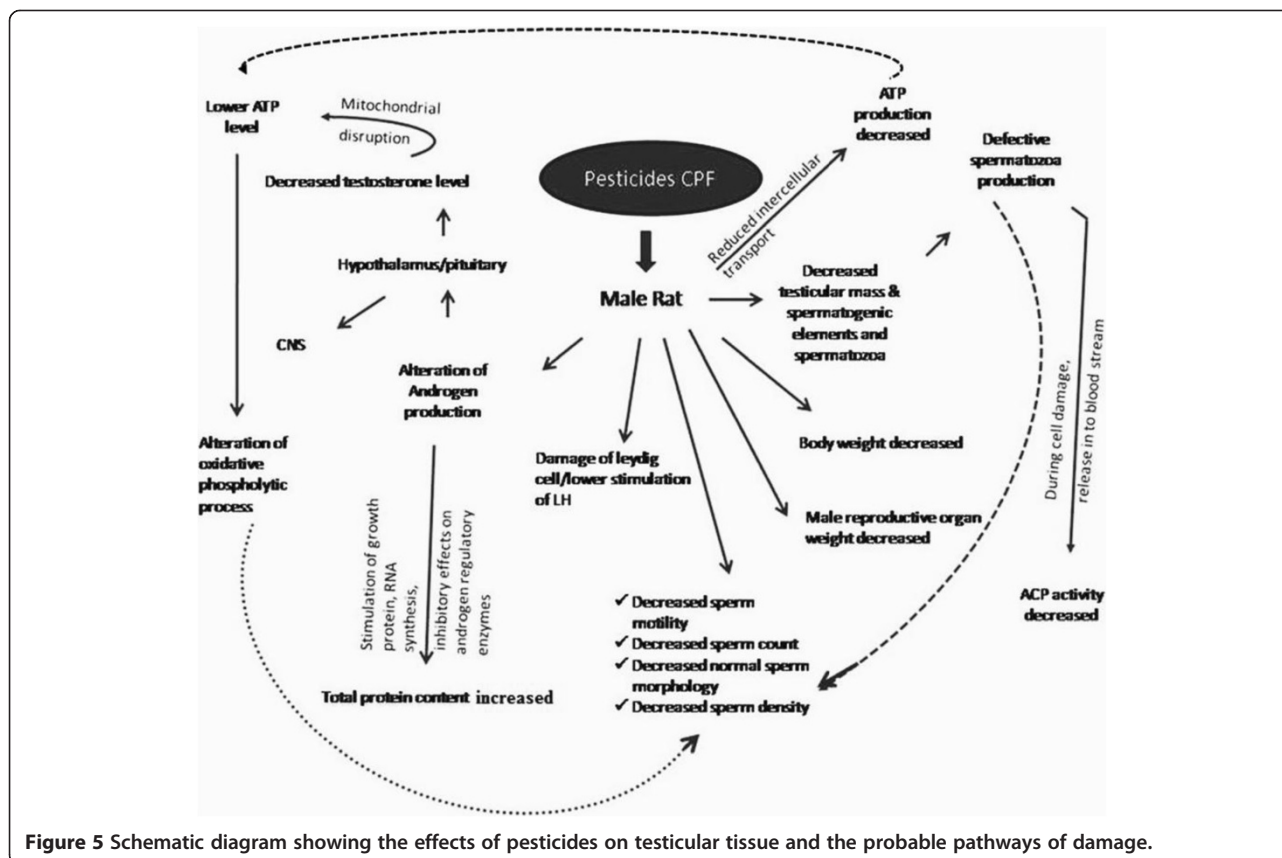 Lower ATP
level
Mitochondrial
disruption
Decreased testosterone level
Hypothalamus/pituitary
CNS
Alteration of
Androgen
production
Alteration of
oxidative
phospholytic
process
Stimulation of growth
protein, RNA
synthesis,
inhibitory effects on
androgen regulatory
enzymes
Total protein content increased
Pesticides CPF
Male Rat
Reduced intercellular
transport
ATP
production
decreased
Defective
spermatozoa
production
Decreased
testicular mass &
spermatogenic
elements and
spermatozoa
Damage of leydig
cell/lower stimulation
of LH
Body weight decreased
Male reproductive organ
weight decreased
✓ Decreased sperm
motility
✓ Decreased sperm count
✓ Decreased normal sperm
morphology
✓ Decreased sperm density
During cell damage,
release in to blood stream
ACP activity
decreased
Figure 5 Schematic diagram showing the effects of pesticides on testicular tissue and the probable pathways of damage.